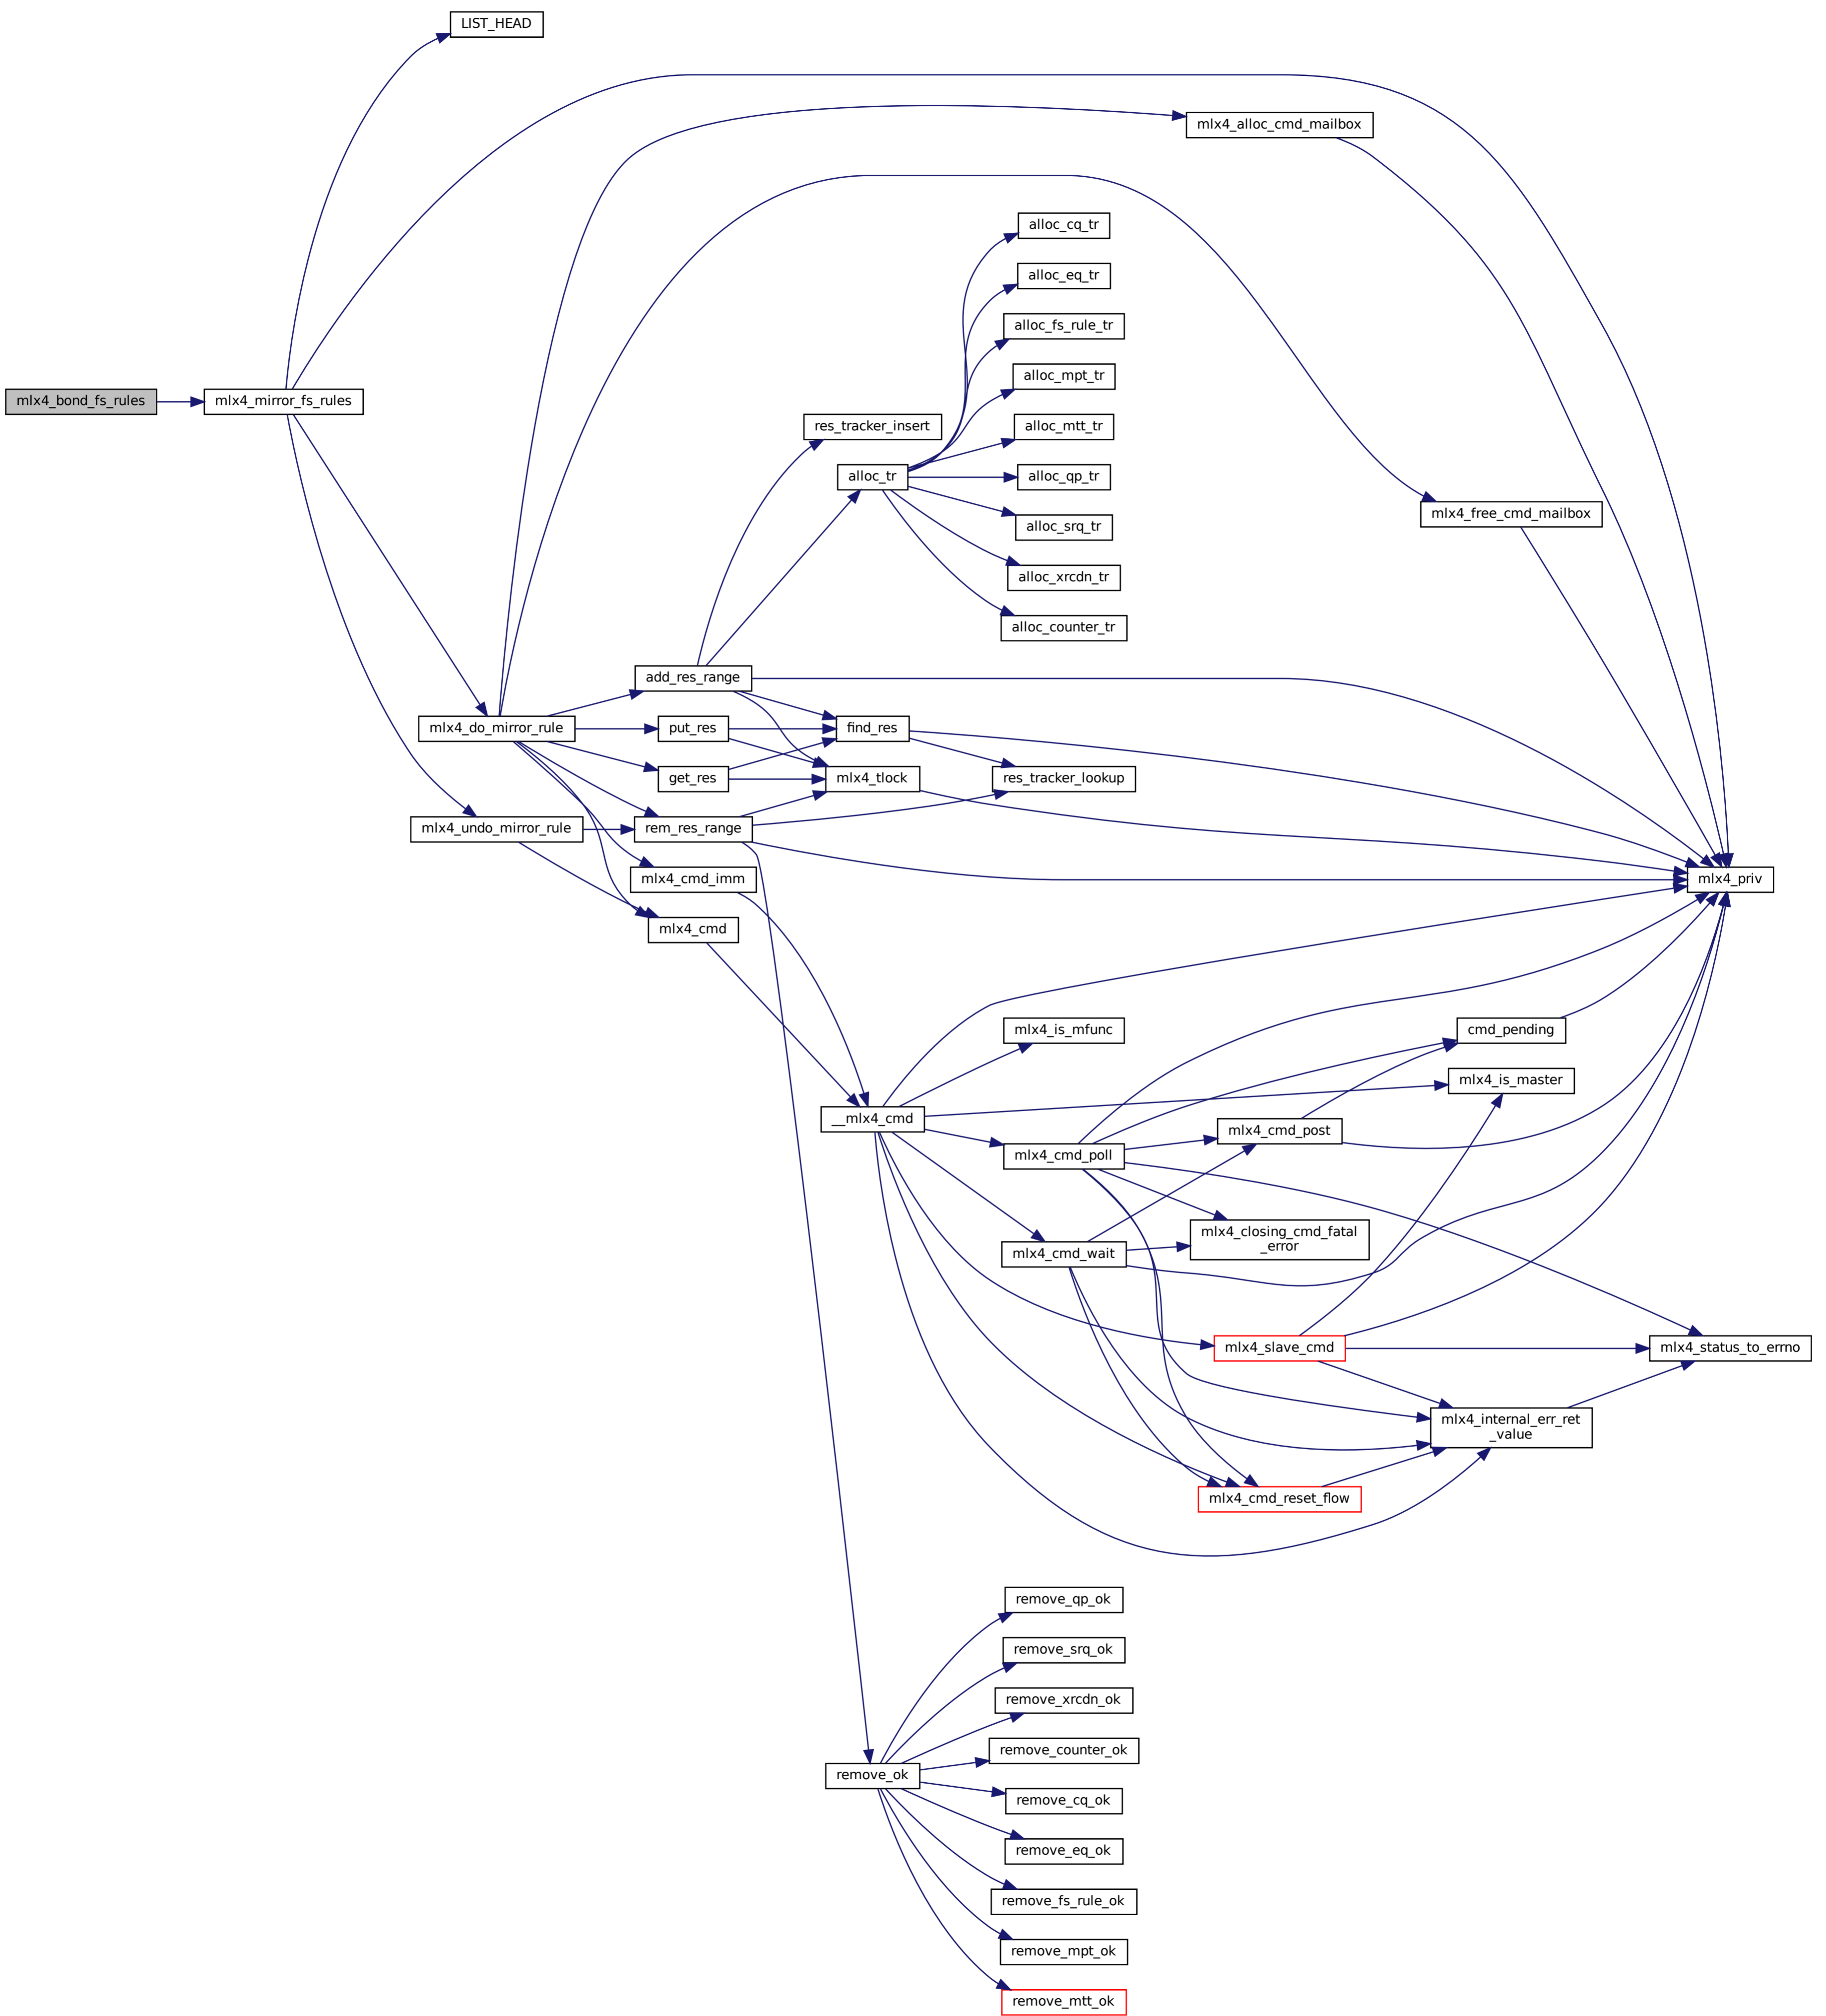 LIST_HEAD
mlx4_alloc_cmd_mailbox
alloc_cq_tr
alloc_eq_tr
alloc_fs_rule_tr
alloc_mpt_tr
mlx4_bond_fs_rules
mlx4_mirror_fs_rules
res_tracker_insert
alloc_mtt_tr
alloc_tr
alloc_qp_tr
mlx4_free_cmd_mailbox
alloc_srq_tr
alloc_xrcdn_tr
alloc_counter_tr
add_res_range
mlx4_do_mirror_rule
put_res
find_res
get_res
mlx4_tlock
res_tracker_lookup
mlx4_undo_mirror_rule
rem_res_range
mlx4_cmd_imm
mlx4_priv
mlx4_cmd
mlx4_is_mfunc
cmd_pending
mlx4_is_master
__mlx4_cmd
mlx4_cmd_post
mlx4_cmd_poll
mlx4_closing_cmd_fatal
_error
mlx4_cmd_wait
mlx4_slave_cmd
mlx4_status_to_errno
mlx4_internal_err_ret
_value
mlx4_cmd_reset_flow
remove_qp_ok
remove_srq_ok
remove_xrcdn_ok
remove_counter_ok
remove_ok
remove_cq_ok
remove_eq_ok
remove_fs_rule_ok
remove_mpt_ok
remove_mtt_ok